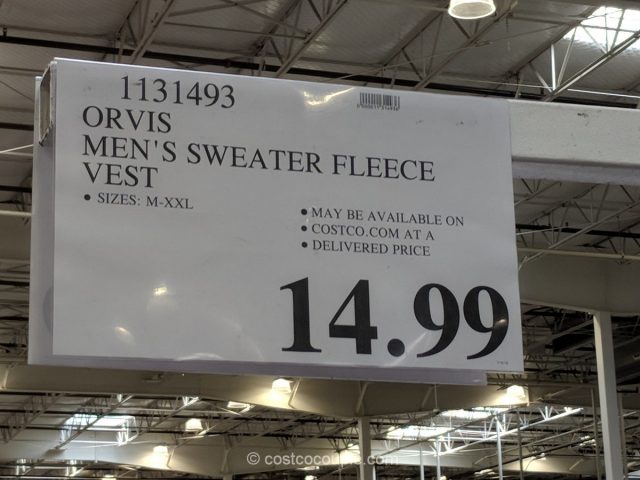 1131493
ORVIS
MEN'S SWEATER FLEECE
VEST
• SIZES: M-XXL
• MAY BE AVAILABLE ON
• COSTCO.COM AT A
• DELIVERED PRICE
14.99